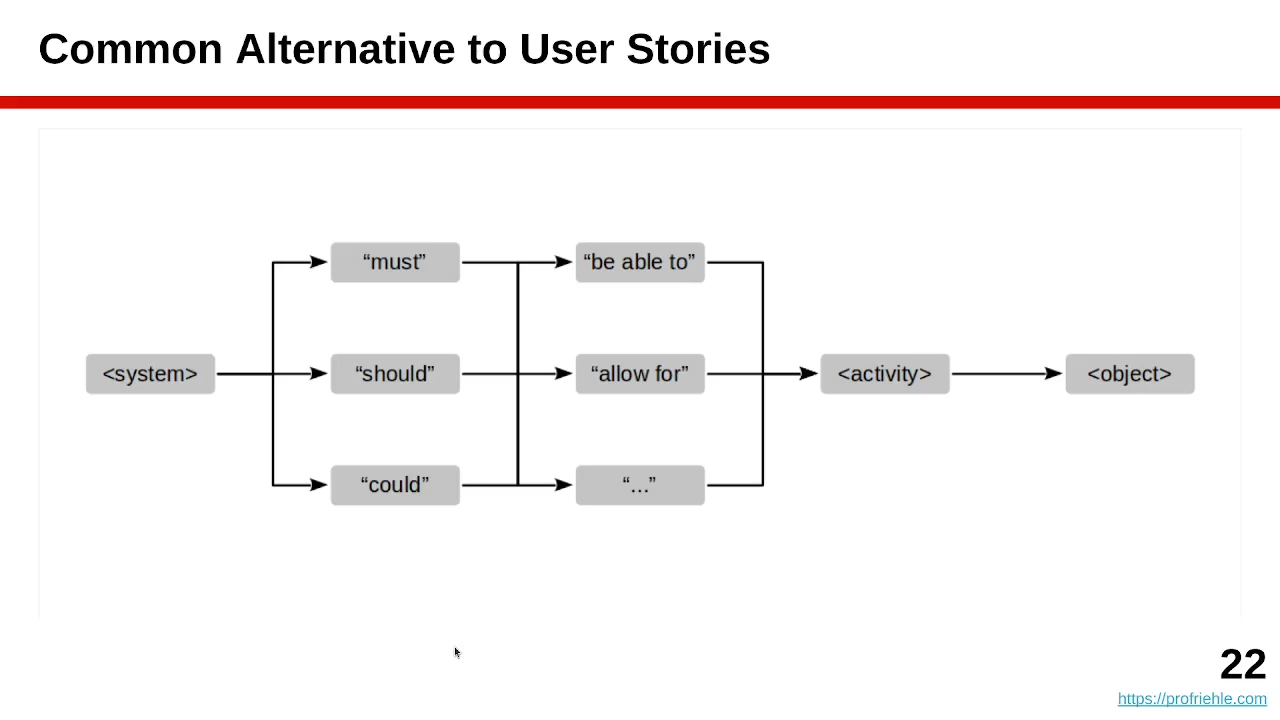 Common Alternative to User Stories
“must”
“be able to”
<system>
“should”
“allow for”
<activity>
<object>
“could”
“...”
22
https://profriehle.com